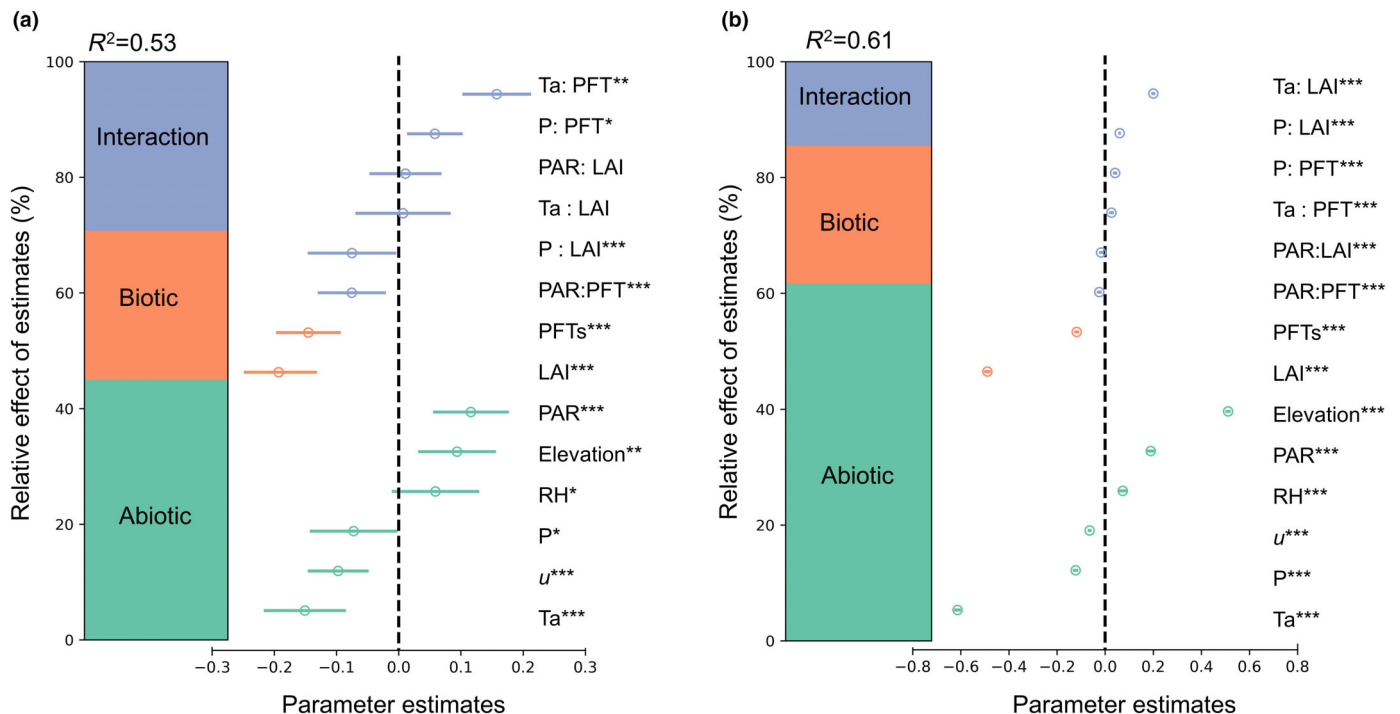 (a)
R²=0.53
Relative effect of estimates (%)
100
80
60
40
20
0
Interaction
Biotic
Abiotic
Ta: PFT**
P: PFT*
PAR: LAI
Ta : LAI
P : LAI***
PAR:PFT***
PFTs***
LAI***
PAR***
Elevation**
RH*
P*
u***
Ta***
−0.3 −0.2 −0.1 0.0 0.1 0.2 0.3
Parameter estimates
(b)
R²=0.61
Relative effect of estimates (%)
100
80
60
40
20
0
Interaction
Biotic
Abiotic
Ta: LAI***
P: LAI***
P: PFT***
Ta : PFT***
PAR:LAI***
PAR:PFT***
PFTs***
LAI***
Elevation***
PAR***
RH***
u***
P***
Ta***
−0.8 −0.6 −0.4 −0.2 0.0 0.2 0.4 0.6 0.8
Parameter estimates